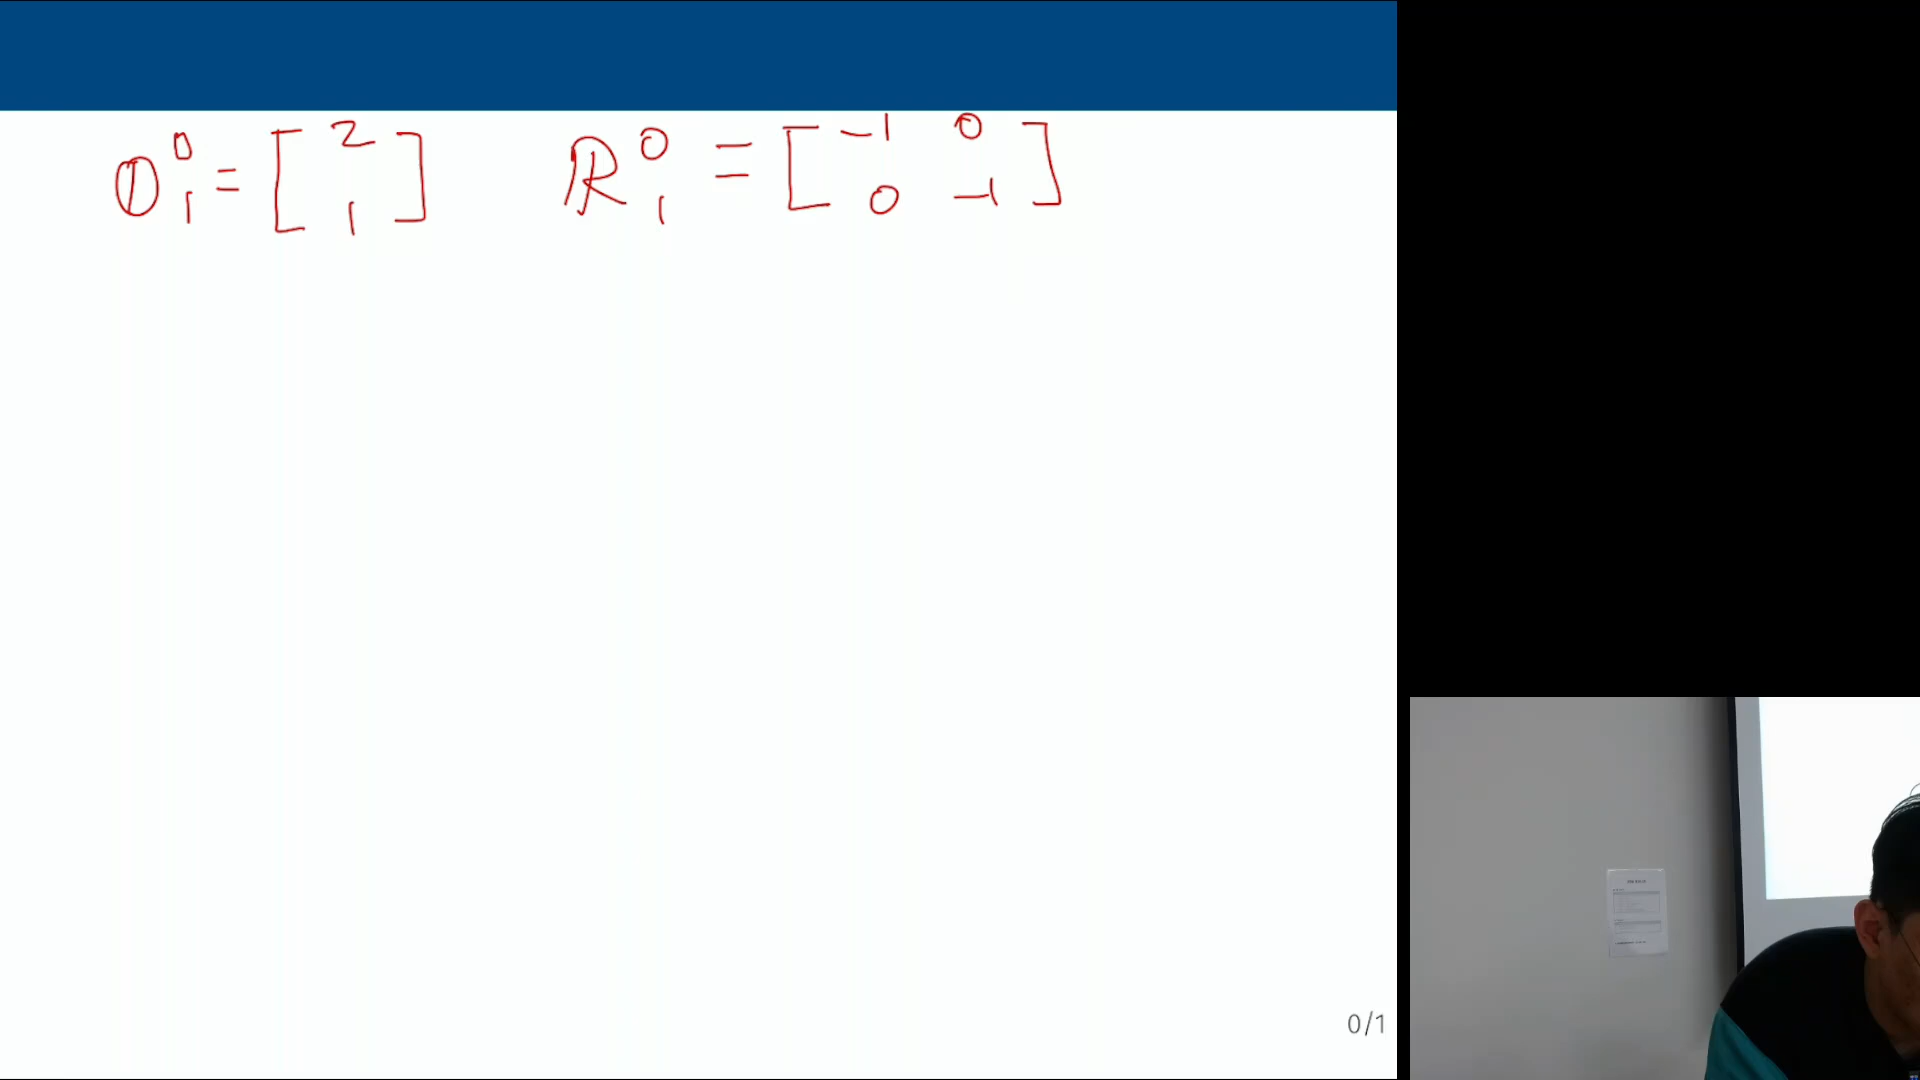 O⁰₁ = [2 1] R⁰₁ = [-1 0 0 -1]
0/1